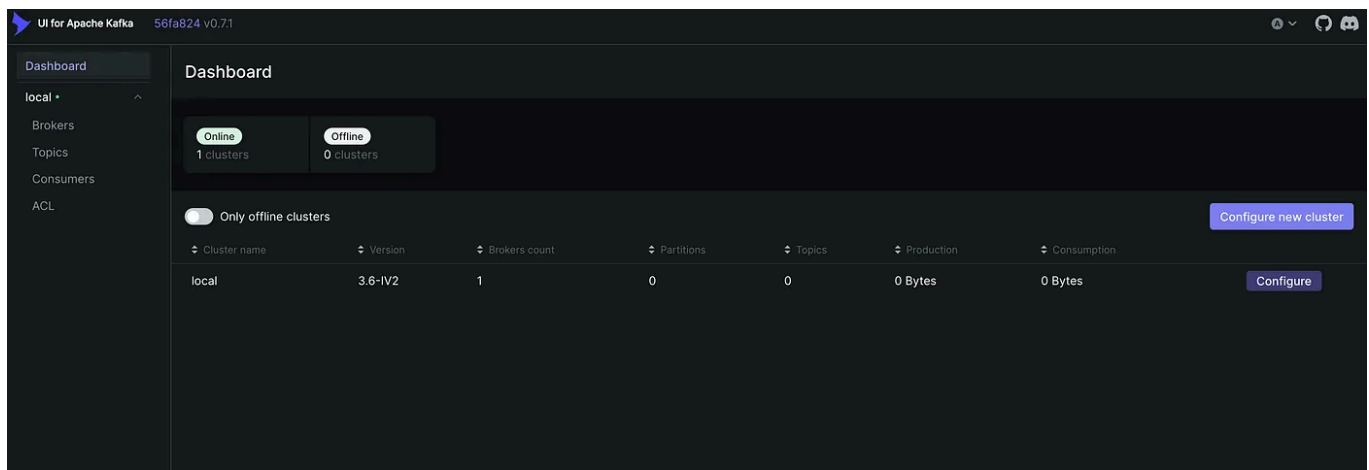 UI for Apache Kafka 56fa824 v0.7.1 A
Dashboard
local
Brokers
Topics
Consumers
ACL
Dashboard
Online
1 clusters
Offline
0 clusters
Only offline clusters
Configure new cluster
Cluster name Version Brokers count Partitions Topics Production Consumption
local 3.6-IV2 1 0 0 0 Bytes 0 Bytes Configure